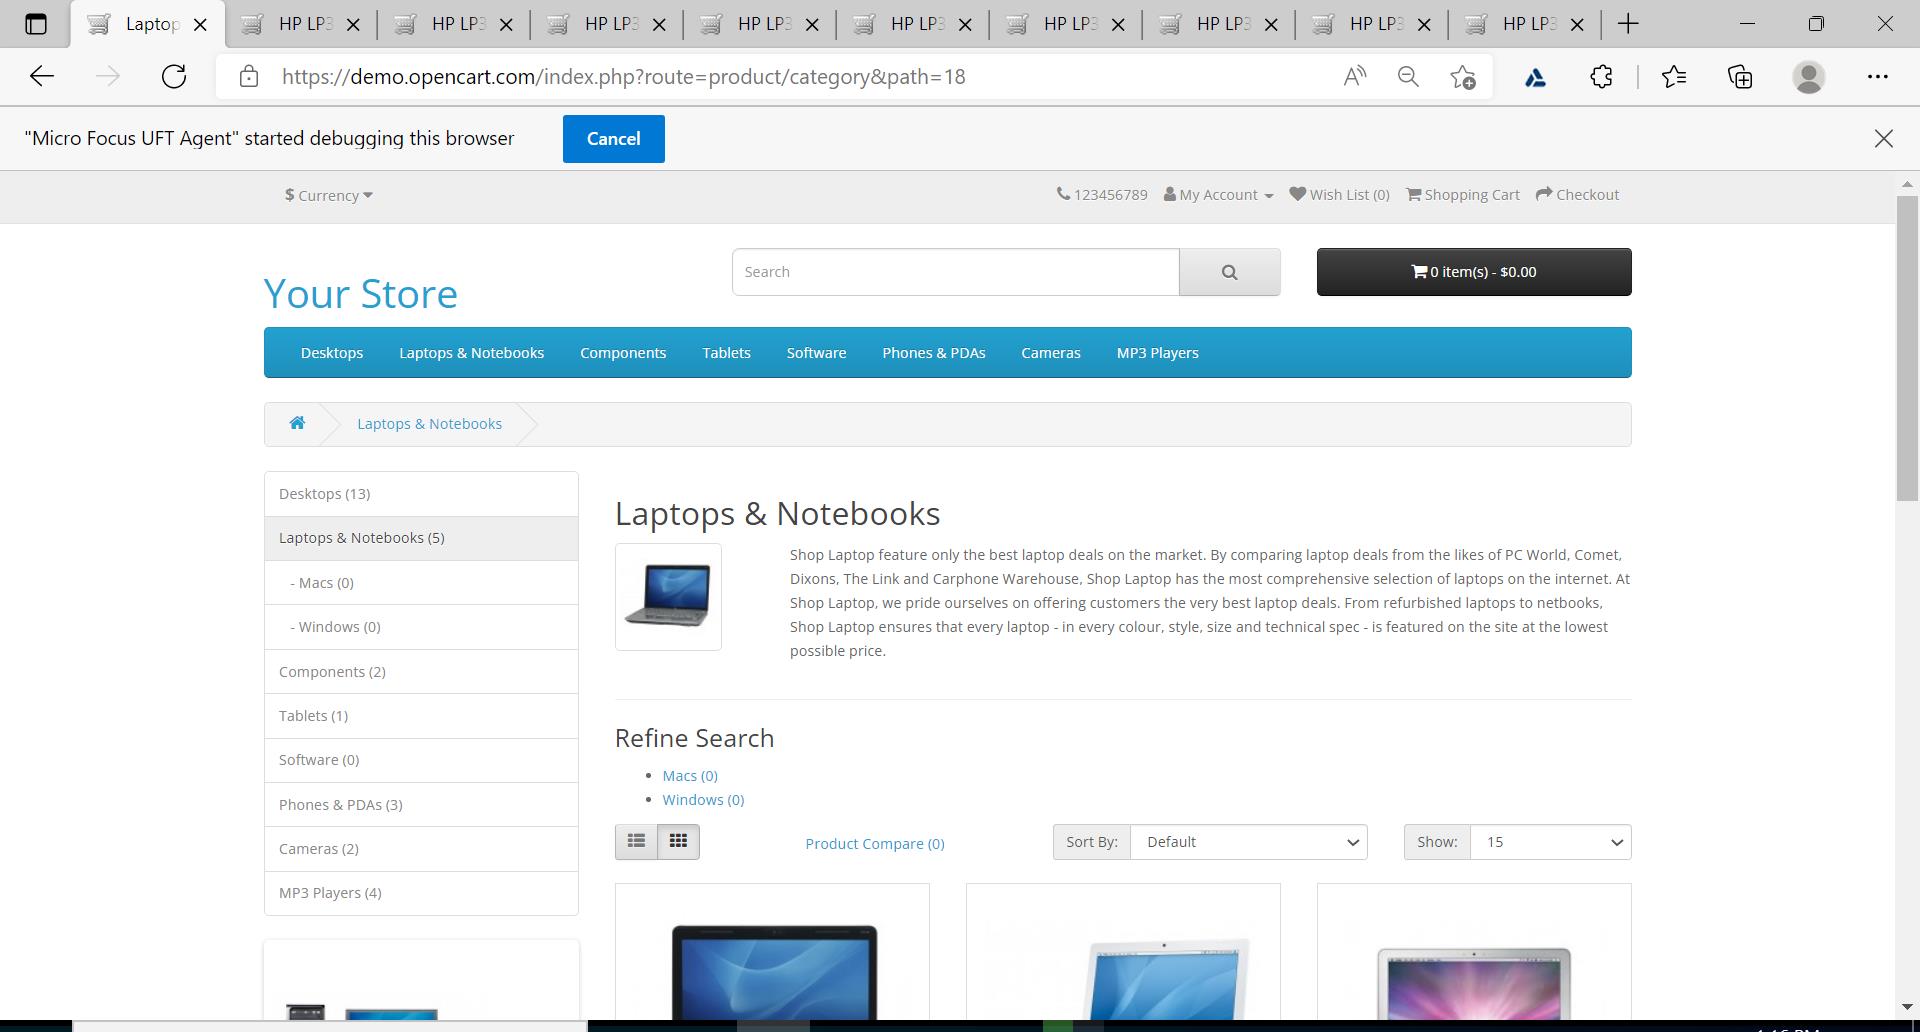 Laptop HP LP3 HP LP3 HP LP3 HP LP3 HP LP3 HP LP3 HP LP3 HP LP3 HP LP3
https://demo.opencart.com/index.php?route=product/category&path=18
"Micro Focus UFT Agent" started debugging this browser Cancel
$ Currency 123456789 My Account Wish List (0) Shopping Cart Checkout
Search 0 item(s) - $0.00
Your Store
Desktops Laptops & Notebooks Components Tablets Software Phones & PDAs Cameras MP3 Players
Laptops & Notebooks
Desktops (13)
Laptops & Notebooks (5)
- Macs (0)
- Windows (0)
Components (2)
Tablets (1)
Software (0)
Phones & PDAs (3)
Cameras (2)
MP3 Players (4)
Laptops & Notebooks
Shop Laptop feature only the best laptop deals on the market. By comparing laptop deals from the likes of PC World, Comet,
Dixons, The Link and Carphone Warehouse, Shop Laptop has the most comprehensive selection of laptops on the internet. At
Shop Laptop, we pride ourselves on offering customers the very best laptop deals. From refurbished laptops to netbooks,
Shop Laptop ensures that every laptop - in every colour, style, size and technical spec - is featured on the site at the lowest
possible price.
Refine Search
Macs (0)
Windows (0)
Product Compare (0) Sort By: Default Show: 15